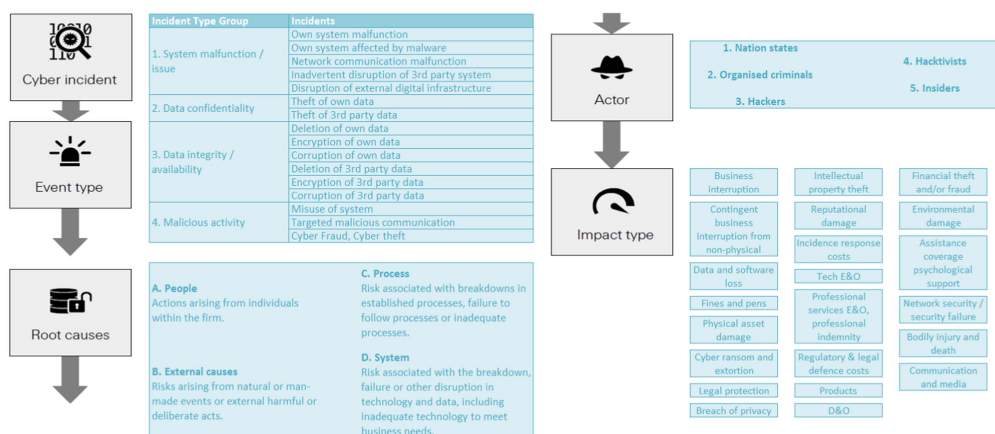 10010
11
110
Cyber incident
Event type
Root causes
Incident Type Group
Incidents
1. System malfunction /
issue
Own system malfunction
Own system affected by malware
Network communication malfunction
Inadvertent disruption of 3rd party system
Disruption of external digital infrastructure
2. Data confidentiality
Theft of own data
Theft of 3rd party data
3. Data integrity /
availability
Deletion of own data
Encryption of own data
Corruption of own data
Deletion of 3rd party data
Encryption of 3rd party data
Corruption of 3rd party data
4. Malicious activity
Misuse of system
Targeted malicious communication
Cyber Fraud, Cyber theft
A. People
Actions arising from individuals
within the firm.
B. External causes
Risks arising from natural or man-
made events or external harmful or
deliberate acts.
C. Process
Risk associated with breakdowns in
established processes, failure to
follow processes or inadequate
processes.
D. System
Risk associated with the breakdown,
failure or other disruption in
technology and data, including
inadequate technology to meet
business needs.
Actor
1. Nation states
2. Organised criminals
3. Hackers
4. Hacktivists
5. Insiders
Impact type
Business
interruption
Contingent
business
interruption from
non-physical
Data and software
loss
Fines and pens
Physical asset
damage
Cyber ransom and
extortion
Legal protection
Breach of privacy
Intellectual
property theft
Reputational
damage
Incidence response
costs
Tech E&O
Professional
services E&O,
professional
indemnity
Regulatory & legal
defence costs
Products
D&O
Financial theft
and/or fraud
Environmental
damage
Assistance
coverage
psychological
support
Network security /
security failure
Bodily injury and
death
Communication
and media